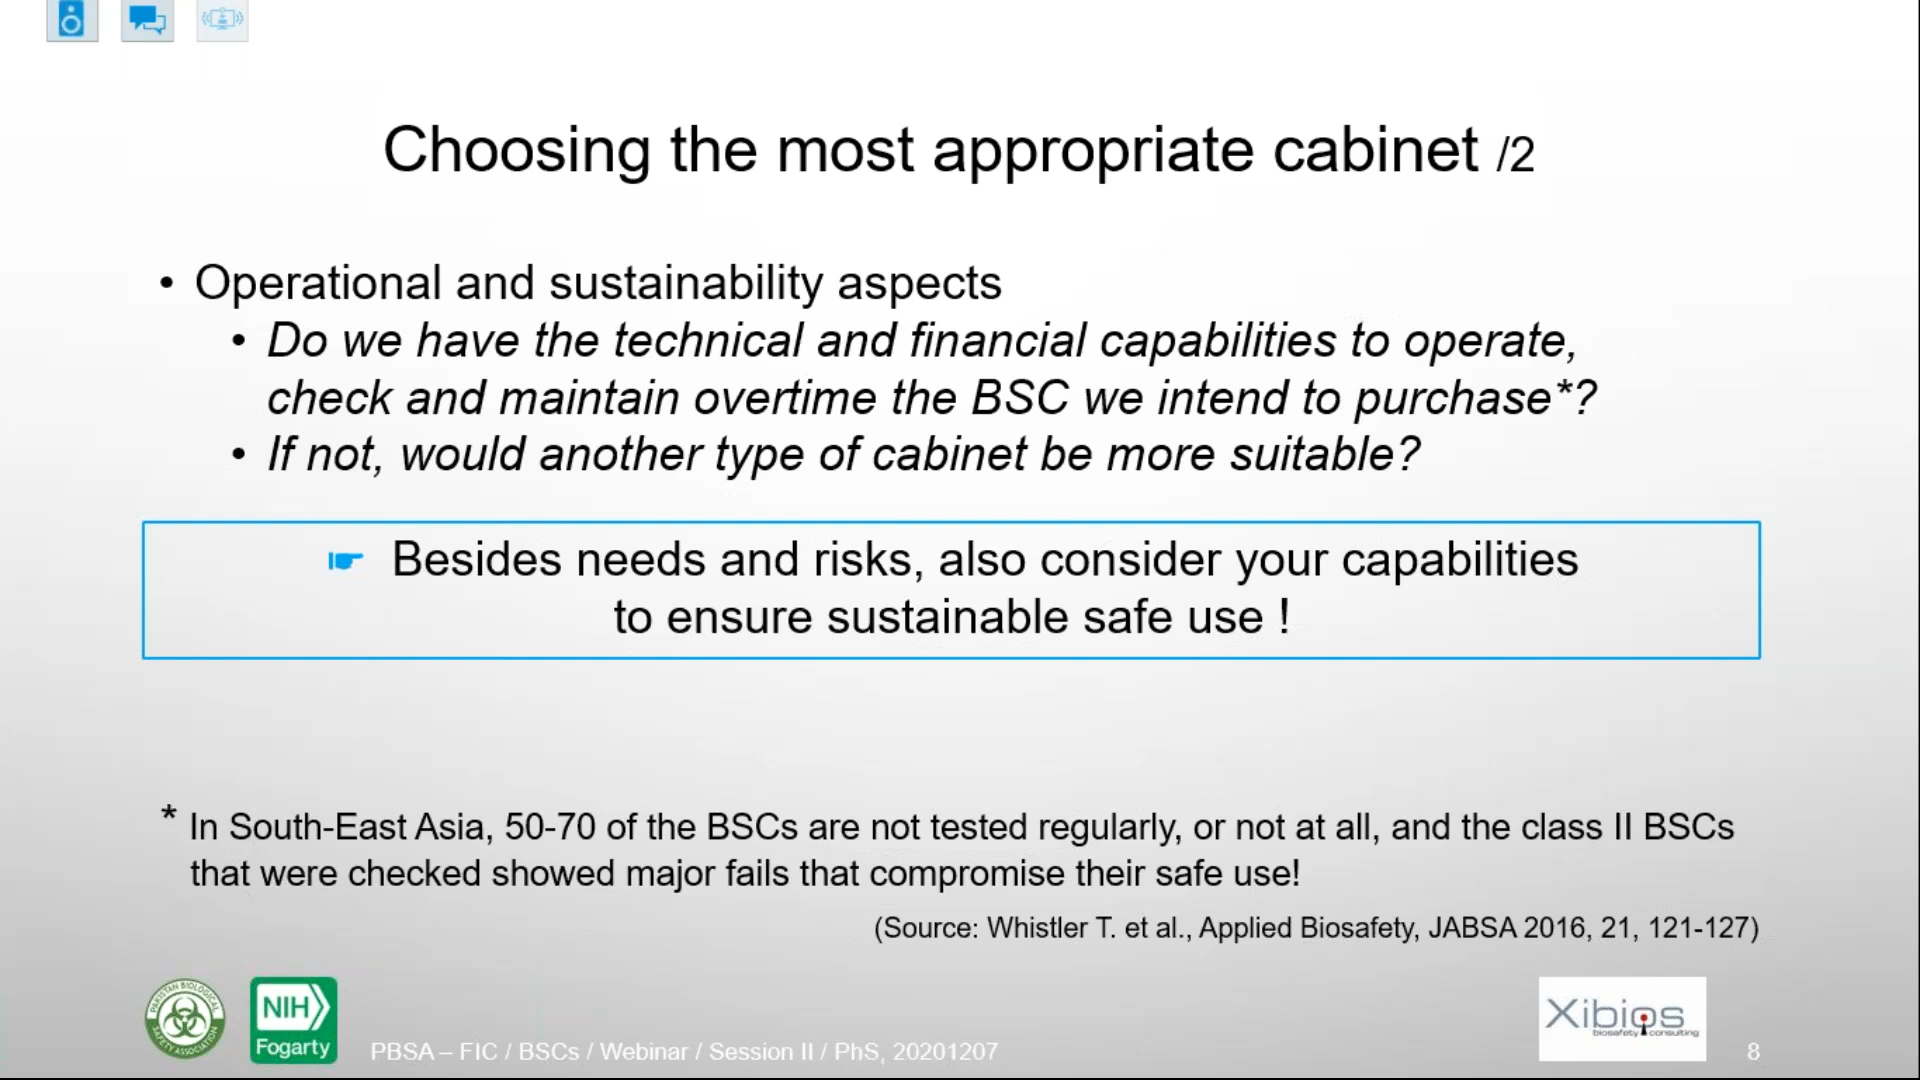 Choosing the most appropriate cabinet /2
• Operational and sustainability aspects
• Do we have the technical and financial capabilities to operate,
check and maintain overtime the BSC we intend to purchase*?
• If not, would another type of cabinet be more suitable?
☛ Besides needs and risks, also consider your capabilities
to ensure sustainable safe use !
* In South-East Asia, 50-70 of the BSCs are not tested regularly, or not at all, and the class II BSCs
that were checked showed major fails that compromise their safe use!
(Source: Whistler T. et al., Applied Biosafety, JABSA 2016, 21, 121-127)
PAKISTAN BIOLOGICAL
SAFETY ASSOCIATION
NIH
Fogarty
PBSA – FIC / BSCs / Webinar / Session II / PhS, 20201207
Xibios
biosafety consulting
8